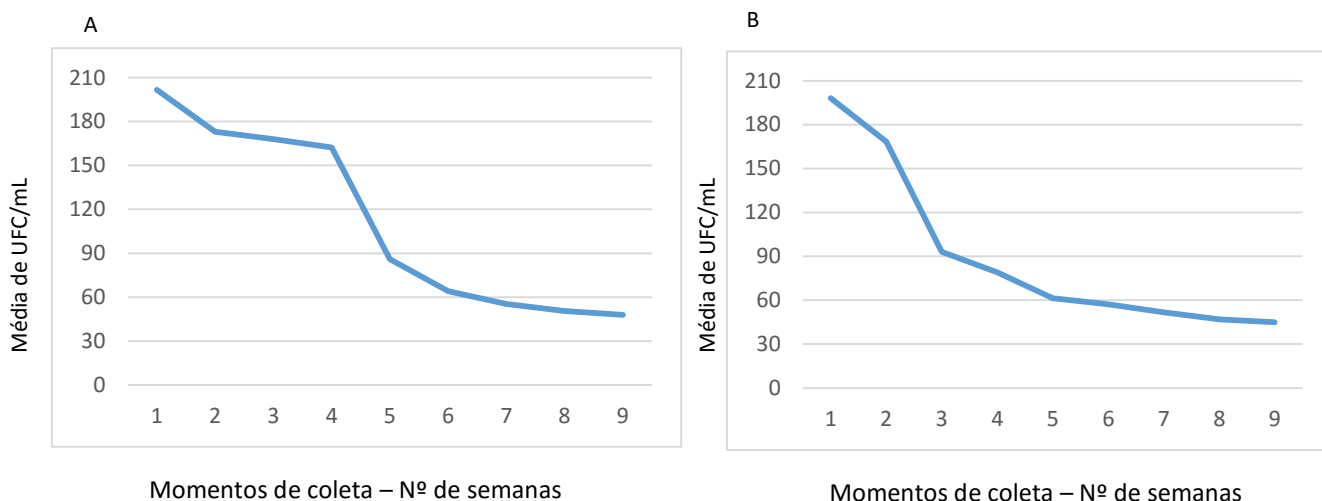 A
Média de UFC/mL
210
180
150
120
90
60
30
0
1 2 3 4 5 6 7 8 9
Momentos de coleta – Nº de semanas
B
Média de UFC/mL
210
180
150
120
90
60
30
0
1 2 3 4 5 6 7 8 9
Momentos de coleta – Nº de semanas